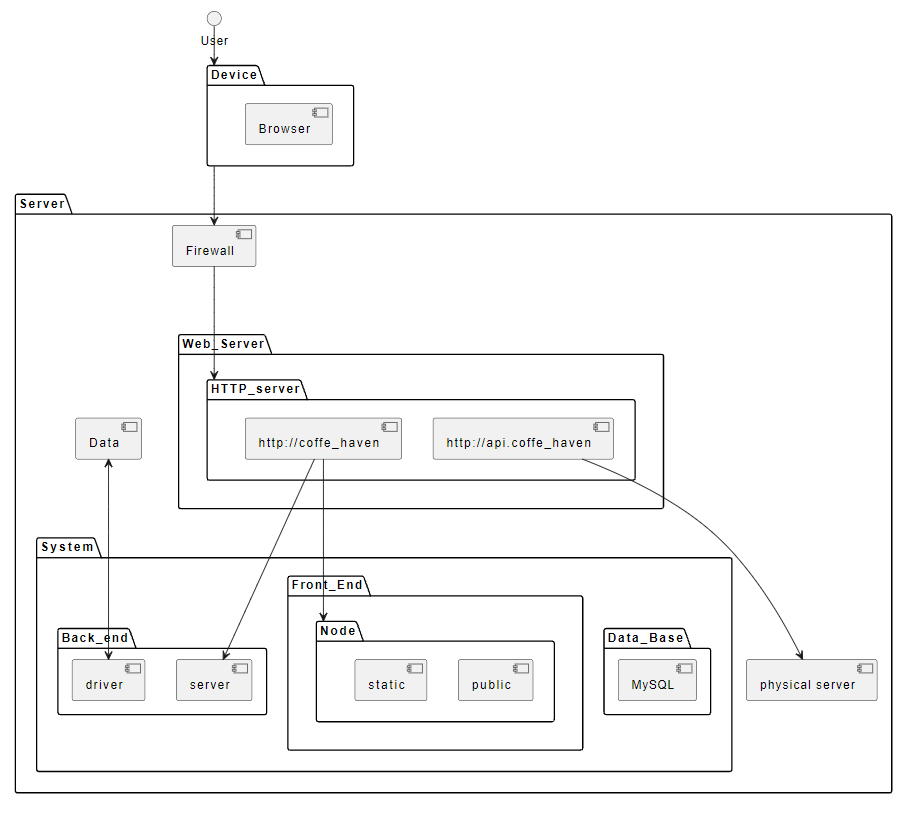 User
Device
Browser
Server
Firewall
Web_Server
HTTP_server
Data
http://coffe_haven
http://api.coffe_haven
System
Front_End
Node
Back_end
Data_Base
driver
server
static
public
MySQL
physical server